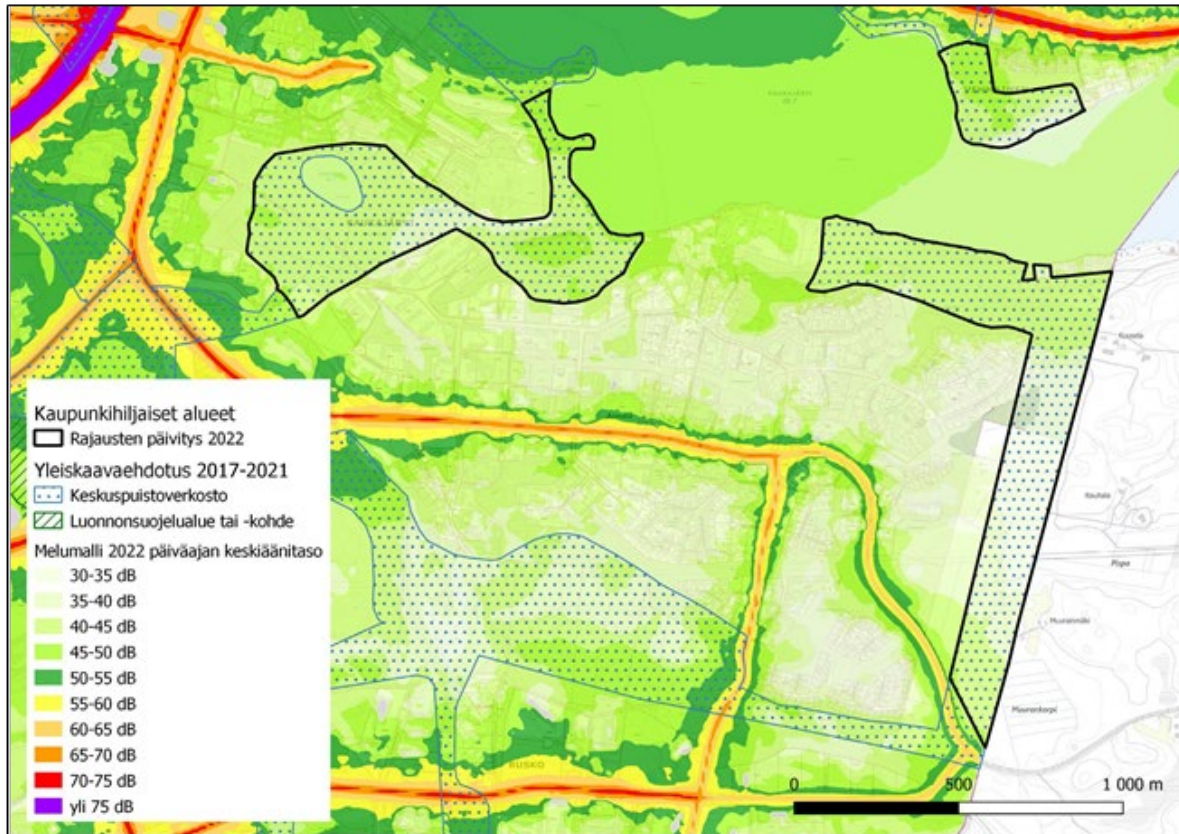 KAUKAJÄRVI
Kaupunkihiljaiset alueet
Rajausten päivitys 2022
Yleiskaavaehdotus 2017-2021
Keskuspuistoverkosto
Luonnonsuojelualue tai -kohde
Melumalli 2022 päiväajan keskiäänitaso
30-35 dB
35-40 dB
40-45 dB
45-50 dB
50-55 dB
55-60 dB
60-65 dB
65-70 dB
70-75 dB
yli 75 dB
Rauhala
Piippo
Muurainmäki
RUSKO
0 500 1 000 m